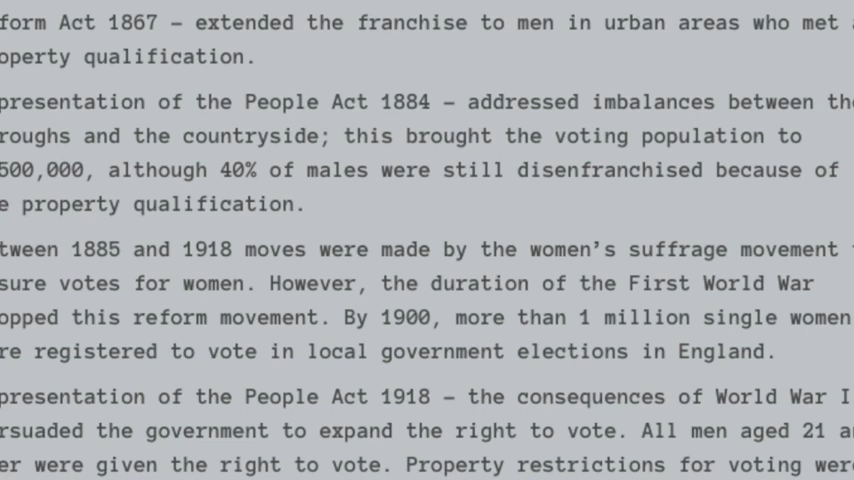 form Act 1867 – extended the franchise to men in urban areas who met
operty qualification.
presentation of the People Act 1884 – addressed imbalances between the
roughs and the countryside; this brought the voting population to
500,000, although 40% of males were still disenfranchised because of
e property qualification.
tween 1885 and 1918 moves were made by the women’s suffrage movement
sure votes for women. However, the duration of the First World War
opped this reform movement. By 1900, more than 1 million single women
re registered to vote in local government elections in England.
presentation of the People Act 1918 – the consequences of World War I
rsuaded the government to expand the right to vote. All men aged 21 an
er were given the right to vote. Property restrictions for voting were